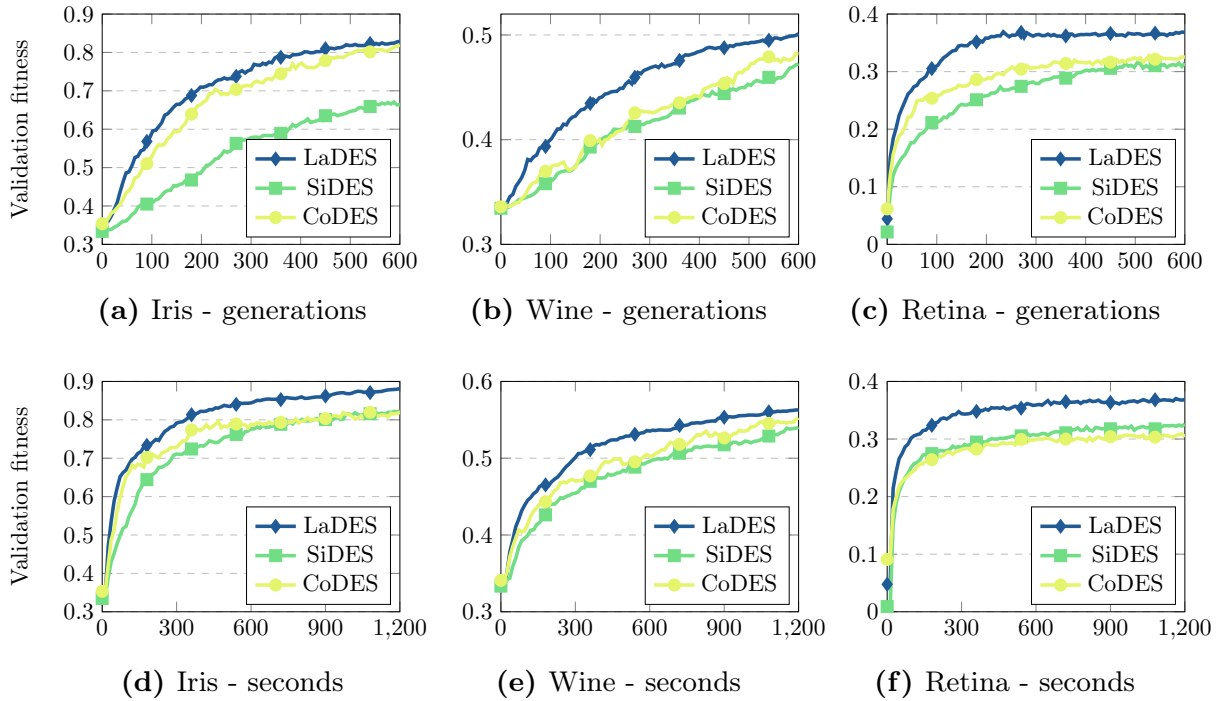 Validation fitness
0.9
0.8
0.7
0.6
0.5
0.4
0.3
0 100 200 300 400 500 600
LaDES
SiDES
CoDES
(a) Iris - generations
0.5
0.4
0.3
0 100 200 300 400 500 600
LaDES
SiDES
CoDES
(b) Wine - generations
0.4
0.3
0.2
0.1
0
0 100 200 300 400 500 600
LaDES
SiDES
CoDES
(c) Retina - generations
Validation fitness
0.9
0.8
0.7
0.6
0.5
0.4
0.3
0 300 600 900 1,200
LaDES
SiDES
CoDES
(d) Iris - seconds
0.6
0.5
0.4
0.3
0 300 600 900 1,200
LaDES
SiDES
CoDES
(e) Wine - seconds
0.4
0.3
0.2
0.1
0
0 300 600 900 1,200
LaDES
SiDES
CoDES
(f) Retina - seconds